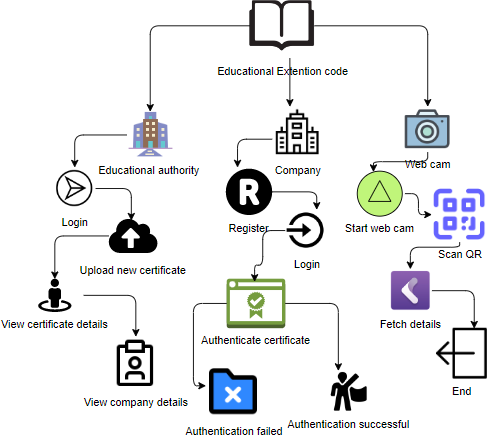 Educational Extention code
Educational authority
Company
Web cam
Login
R
Register
Start web cam
Upload new certificate
Login
Scan QR
View certificate details
Authenticate certificate
Fetch details
View company details
Authentication failed
Authentication successful
End